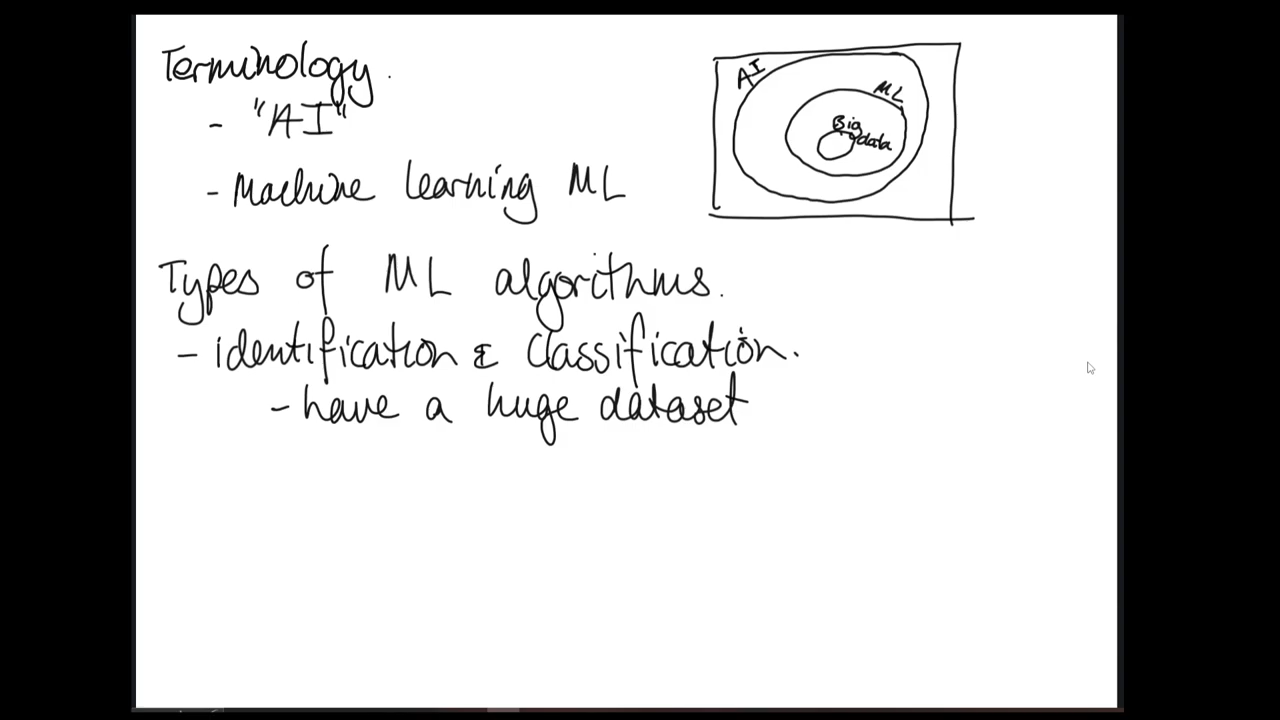 Terminology.
- "AI"
- Machine learning ML
AI
ML
Big
data
Types of ML algorithms.
- identification & classification.
- have a huge dataset